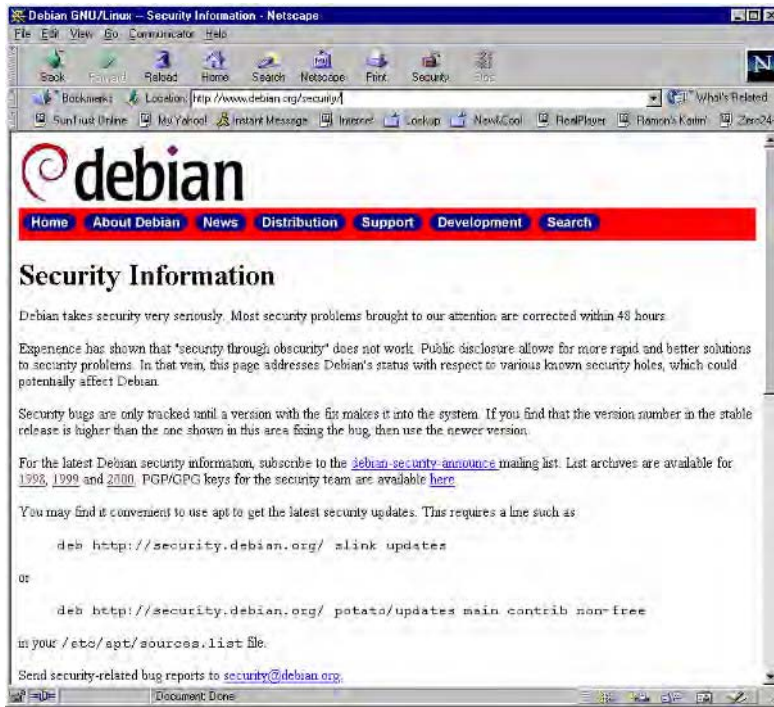 Debian GNU/Linux -- Security Information - Netscape
File Edit View Go Communicator Help
Back Forward Reload Home Search Netscape Print Security Stop
Bookmarks Location: http://www.debian.org/security/ What's Related
SunTrust Online My Yahoo! Instant Message Internet Lookup New&Cool RealPlayer
debian
Home About Debian News Distribution Support Development Search
Security Information
Debian takes security very seriously. Most security problems brought to our attention are corrected within 48 hours.
Experience has shown that "security through obscurity" does not work. Public disclosure allows for more rapid and better solutions
to security problems. In that vein, this page addresses Debian's status with respect to various known security holes, which could
potentially affect Debian.
Security bugs are only tracked until a version with the fix makes it into the system. If you find that the version number in the stable
release is higher than the one shown in this area fixing the bug, then use the newer version.
For the latest Debian security information, subscribe to the debian-security-announce mailing list. List archives are available for
1998, 1999 and 2000. PGP/GPG keys for the security team are available here.
You may find it convenient to use apt to get the latest security updates. This requires a line such as
deb http://security.debian.org/ slink updates
or
deb http://security.debian.org/ potato/updates main contrib non-free
in your /etc/apt/sources.list file.
Send security-related bug reports to security@debian.org.
Document: Done